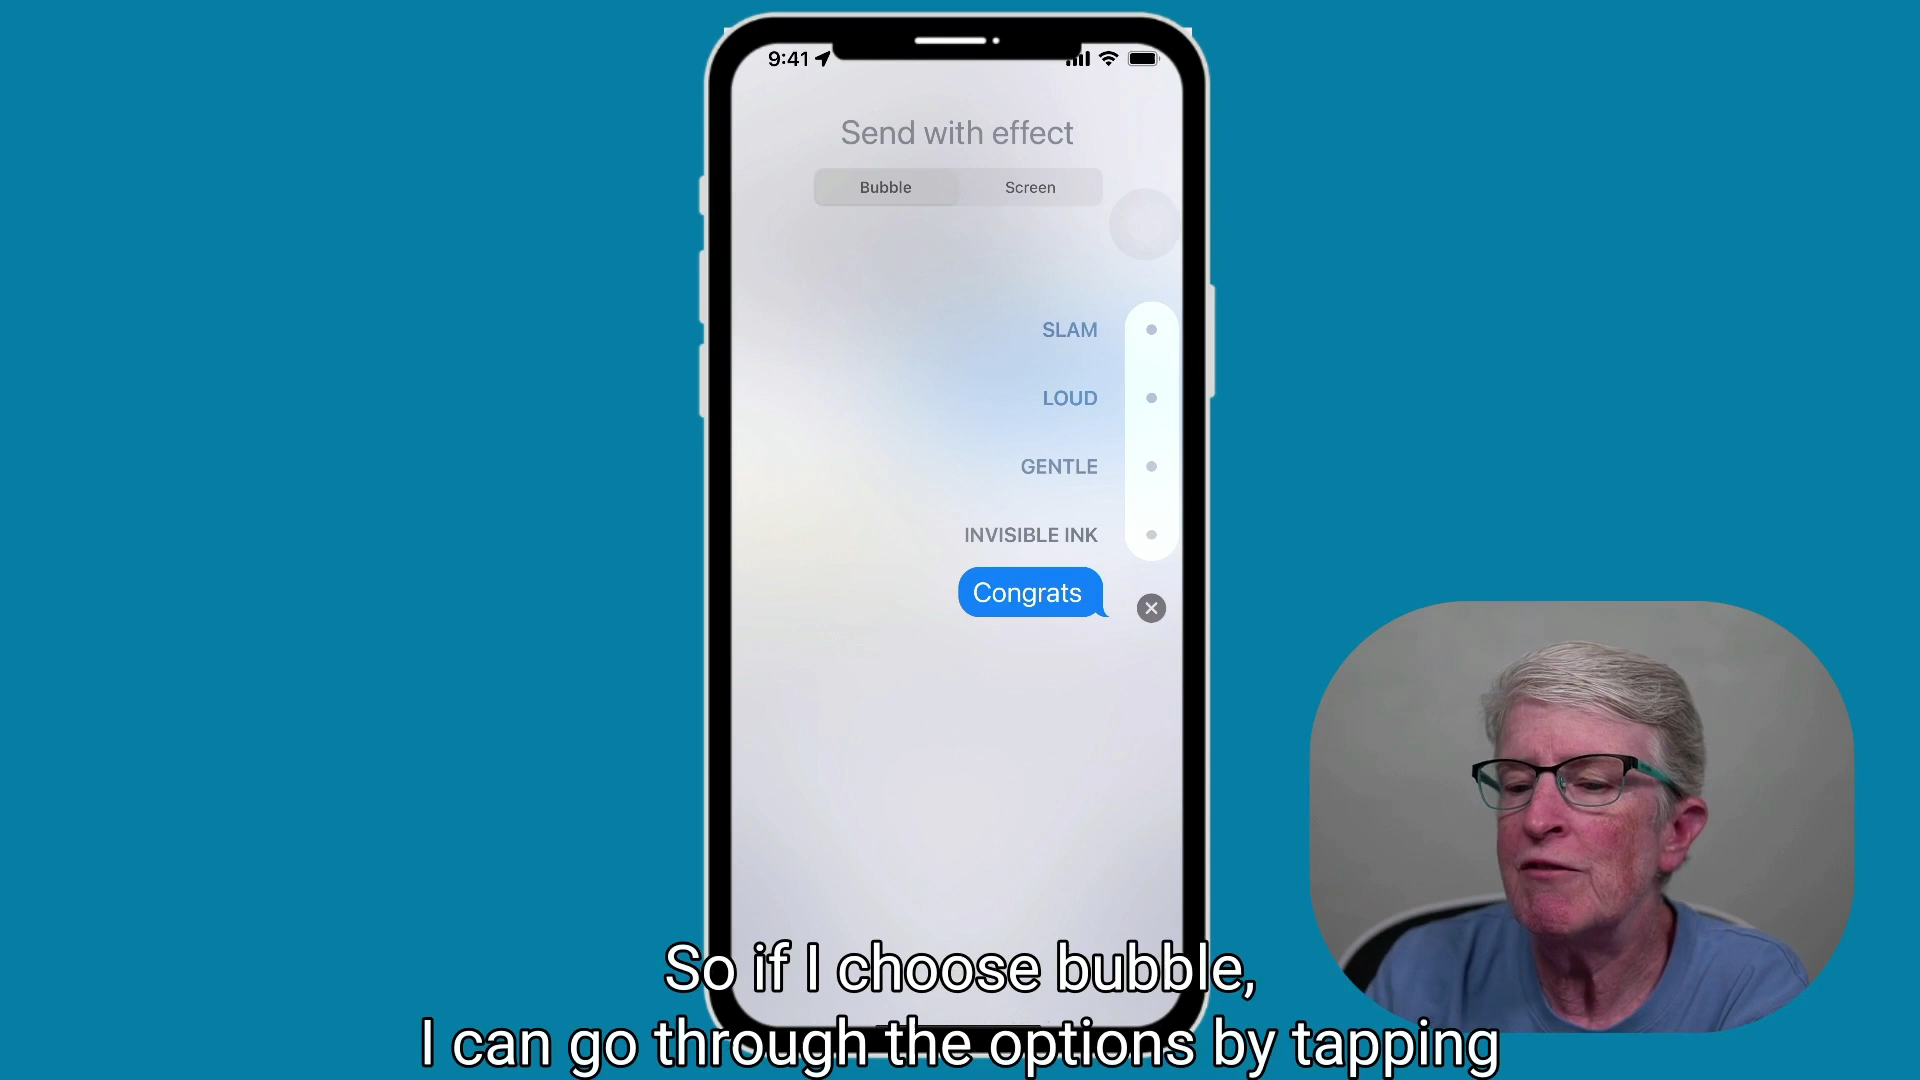 9:41
Send with effect
Bubble Screen
SLAM
LOUD
GENTLE
INVISIBLE INK
Congrats
So if I choose bubble,
I can go through the options by tapping